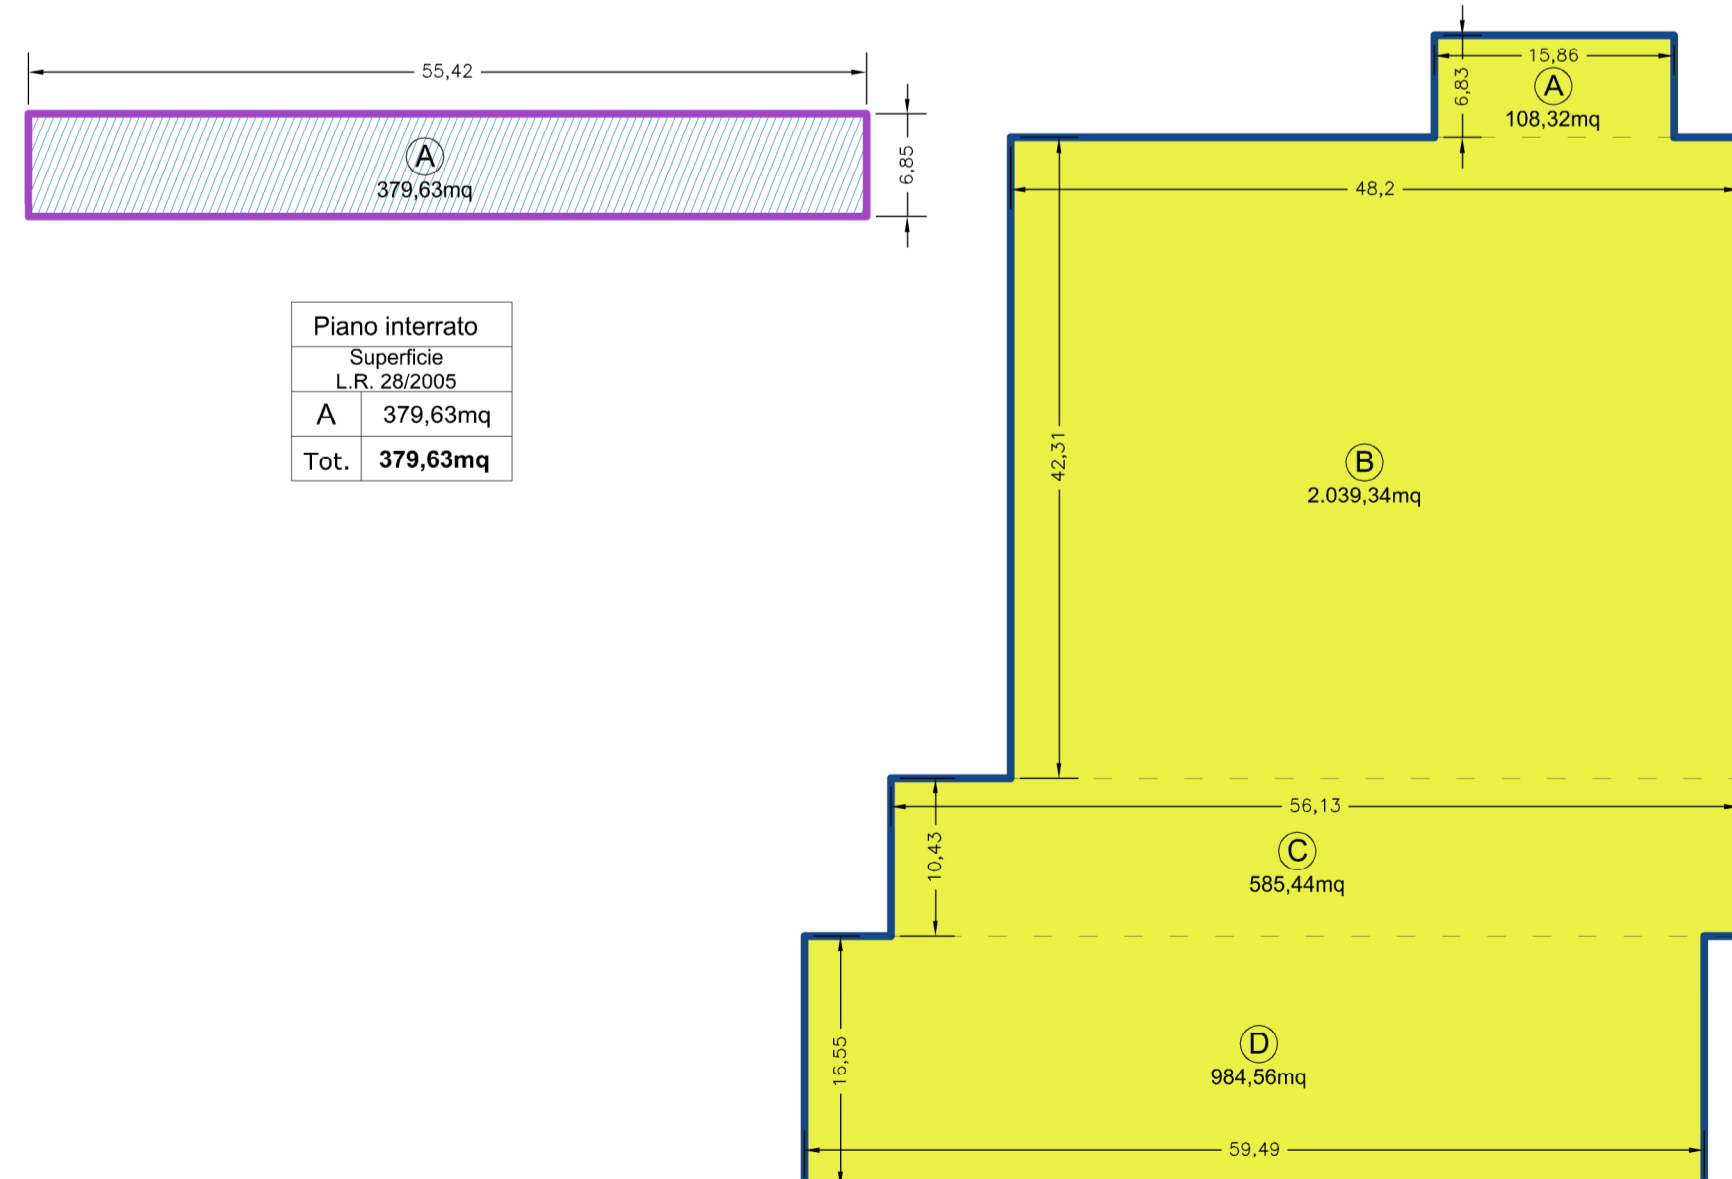 55,42
A
379,63mq
6,85
Piano interrato
Superficie
L.R. 28/2005
A 379,63mq
Tot. 379,63mq
15,86
6,83
A
108,32mq
48,2
42,31
B
2.039,34mq
56,13
10,43
C
585,44mq
16,55
D
984,56mq
59,49